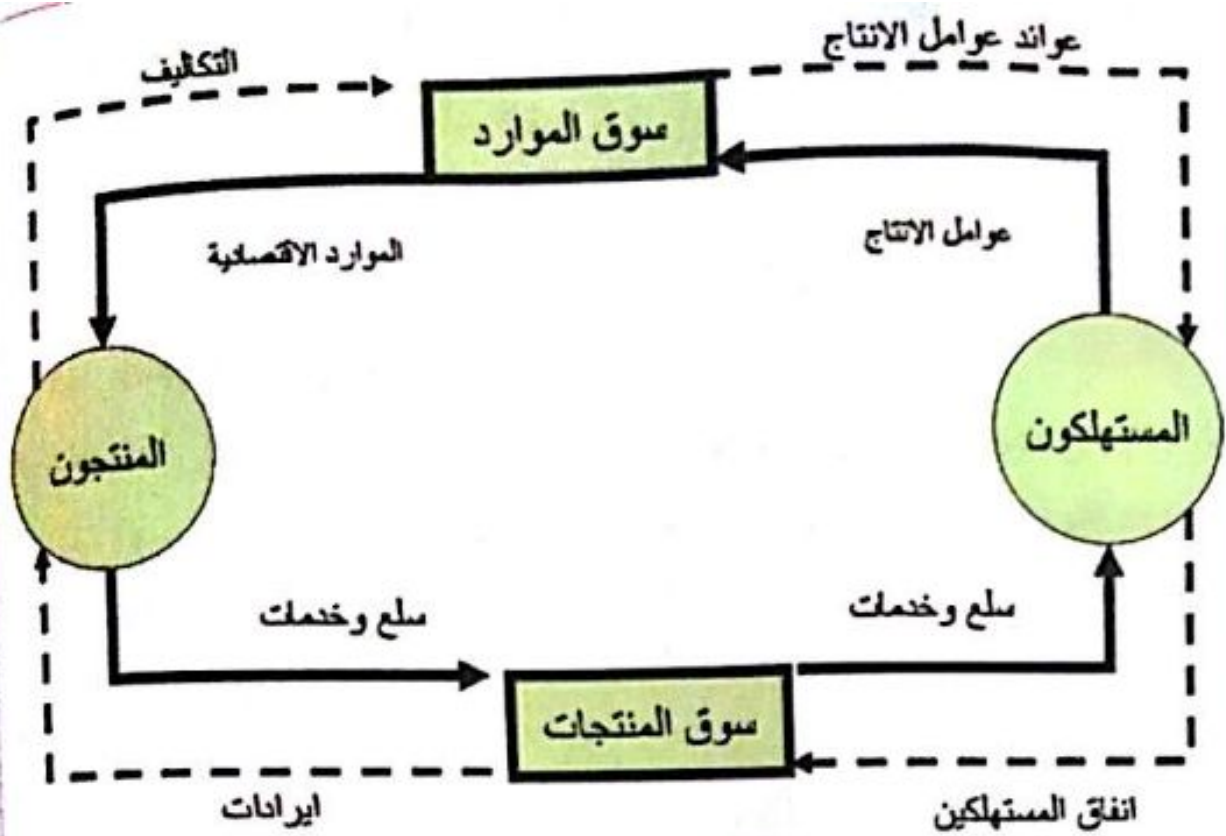 عوائد عوامل الانتاج
التكاليف
سوق الموارد
عوامل الانتاج
الموارد الاقتصادية
المستهلكون
المنتجون
سلع وخدمات
سلع وخدمات
سوق المنتجات
انفاق المستهلكين
ايرادات